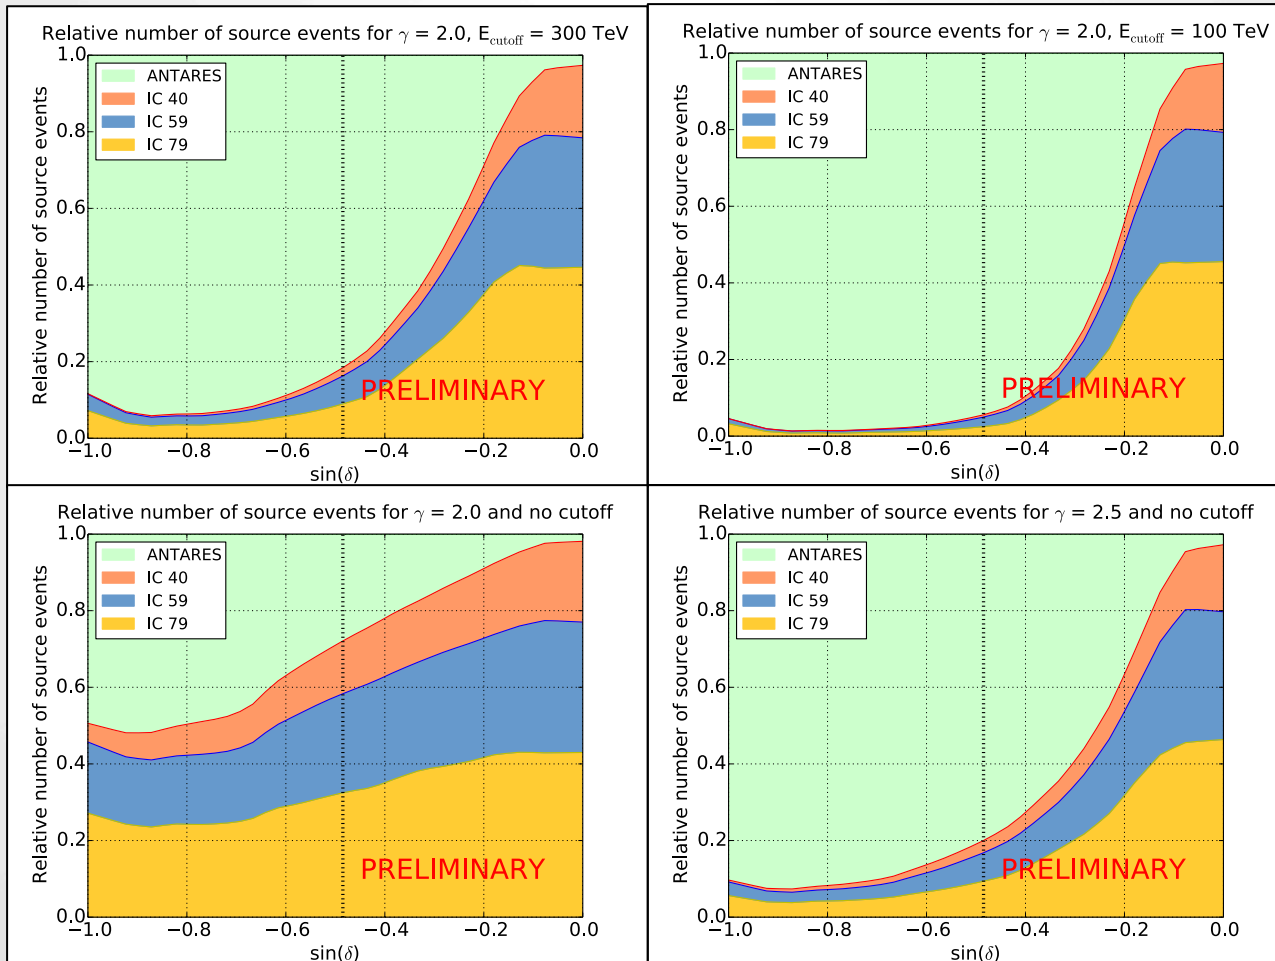 Relative number of source events for γ = 2.0, E_cutoff = 300 TeV
Relative number of source events
1.0
0.8
0.6
0.4
0.2
0.0
ANTARES
IC 40
IC 59
IC 79
PRELIMINARY
−1.0 −0.8 −0.6 −0.4 −0.2 0.0
sin(δ)
Relative number of source events for γ = 2.0, E_cutoff = 100 TeV
Relative number of source events
1.0
0.8
0.6
0.4
0.2
0.0
ANTARES
IC 40
IC 59
IC 79
PRELIMINARY
−1.0 −0.8 −0.6 −0.4 −0.2 0.0
sin(δ)
Relative number of source events for γ = 2.0 and no cutoff
Relative number of source events
1.0
0.8
0.6
0.4
0.2
0.0
ANTARES
IC 40
IC 59
IC 79
PRELIMINARY
−1.0 −0.8 −0.6 −0.4 −0.2 0.0
sin(δ)
Relative number of source events for γ = 2.5 and no cutoff
Relative number of source events
1.0
0.8
0.6
0.4
0.2
0.0
ANTARES
IC 40
IC 59
IC 79
PRELIMINARY
−1.0 −0.8 −0.6 −0.4 −0.2 0.0
sin(δ)